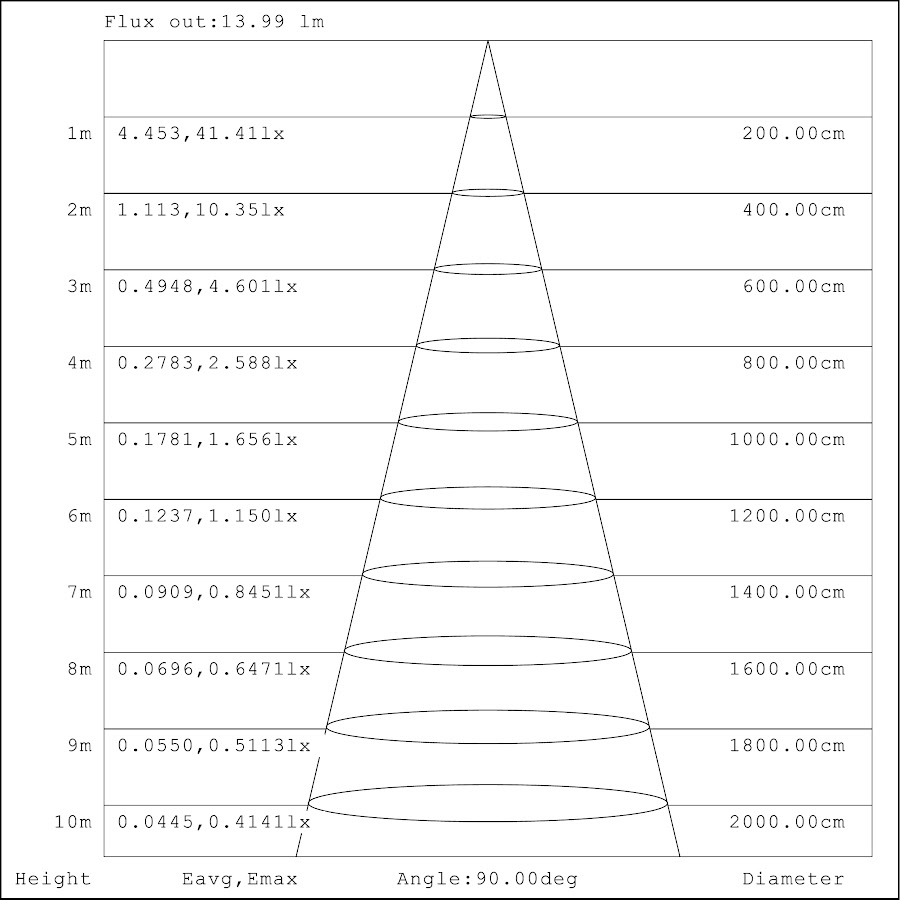 Flux out:13.99 lm
1m 4.453,41.41lx 200.00cm
2m 1.113,10.35lx 400.00cm
3m 0.4948,4.601lx 600.00cm
4m 0.2783,2.588lx 800.00cm
5m 0.1781,1.656lx 1000.00cm
6m 0.1237,1.150lx 1200.00cm
7m 0.0909,0.8451lx 1400.00cm
8m 0.0696,0.6471lx 1600.00cm
9m 0.0550,0.5113lx 1800.00cm
10m 0.0445,0.4141lx 2000.00cm
Height Eavg,Emax Angle:90.00deg Diameter